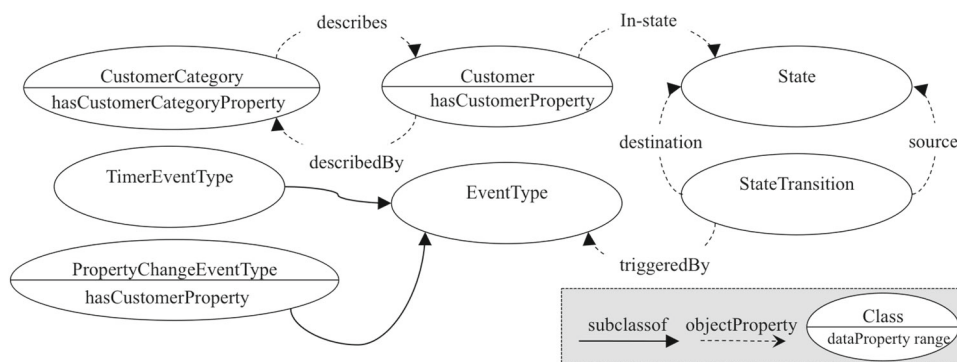 describes
In-state
CustomerCategory
hasCustomerCategoryProperty
Customer
hasCustomerProperty
State
describedBy
destination
source
TimerEventType
EventType
StateTransition
PropertyChangeEventType
hasCustomerProperty
triggeredBy
subclassof
objectProperty
Class
dataProperty range